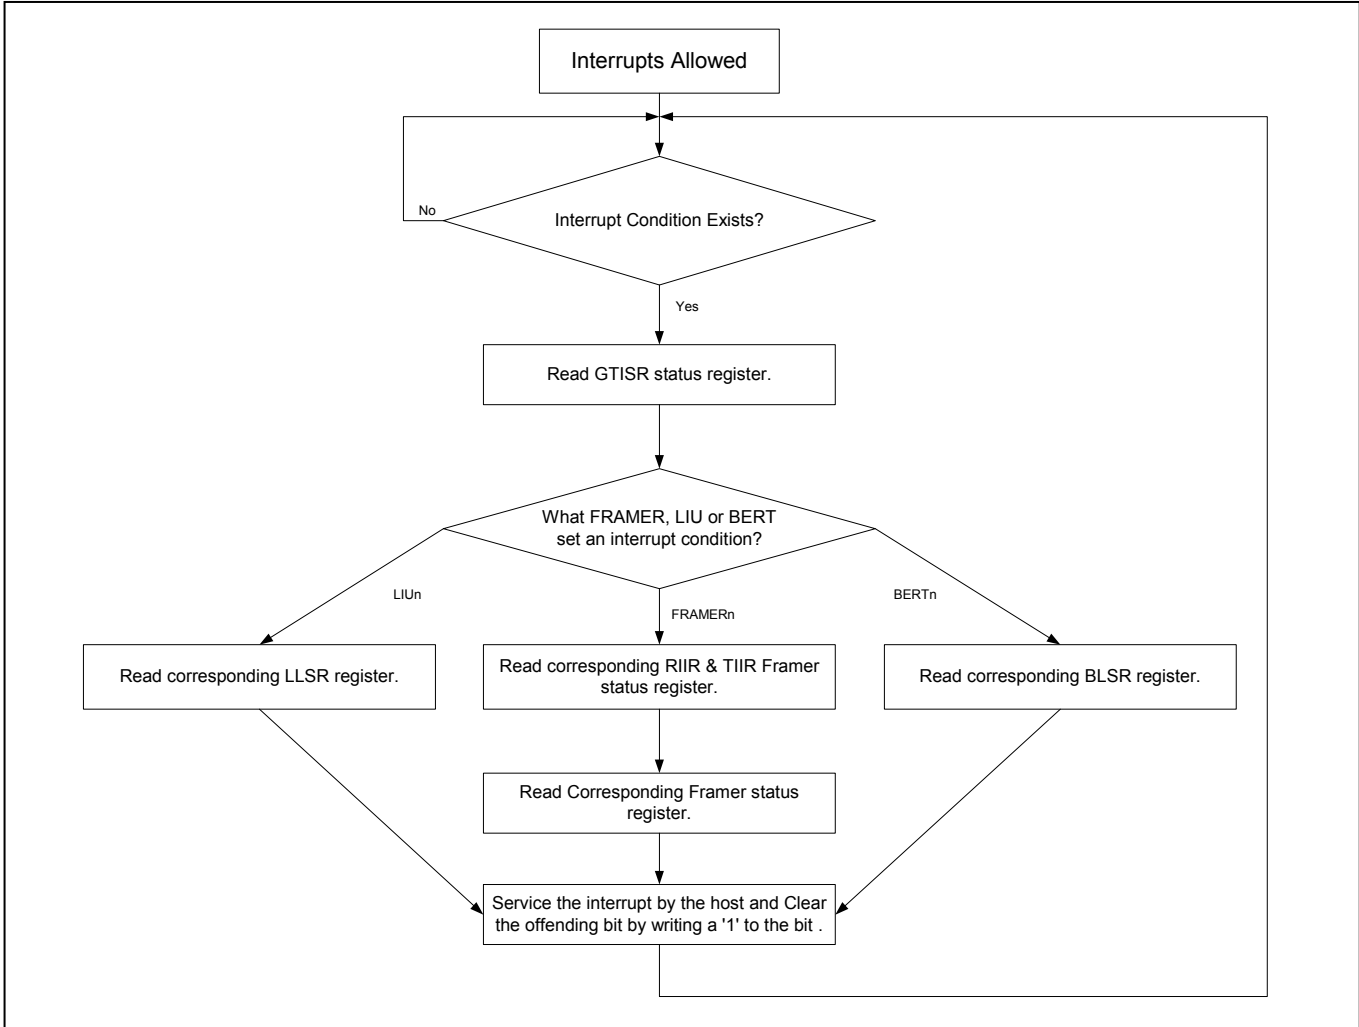 Interrupts Allowed
No
Interrupt Condition Exists?
Yes
Read GTISR status register.
What FRAMER, LIU or BERT
set an interrupt condition?
LIUn
FRAMERn
BERTn
Read corresponding LLSR register.
Read corresponding RIIR & TIIR Framer
status register.
Read corresponding BLSR register.
Read Corresponding Framer status
register.
Service the interrupt by the host and Clear
the offending bit by writing a '1' to the bit .